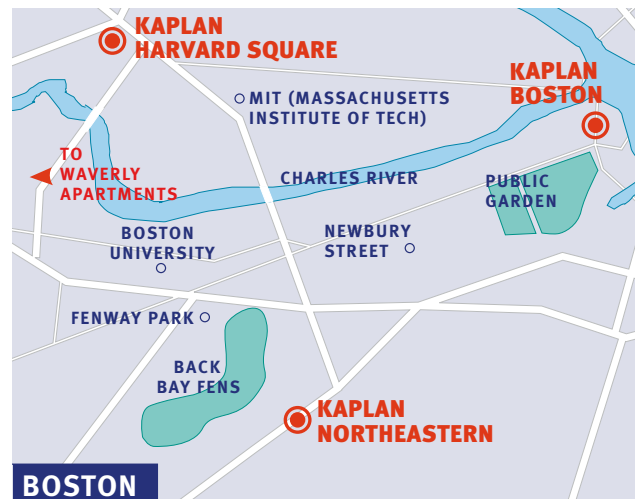 KAPLAN
HARVARD SQUARE
KAPLAN
BOSTON
MIT (MASSACHUSETTS
INSTITUTE OF TECH)
TO
WAVERLY
APARTMENTS
CHARLES RIVER
PUBLIC
GARDEN
BOSTON
UNIVERSITY
NEWBURY
STREET
FENWAY PARK
BACK
BAY FENS
KAPLAN
NORTHEASTERN
BOSTON